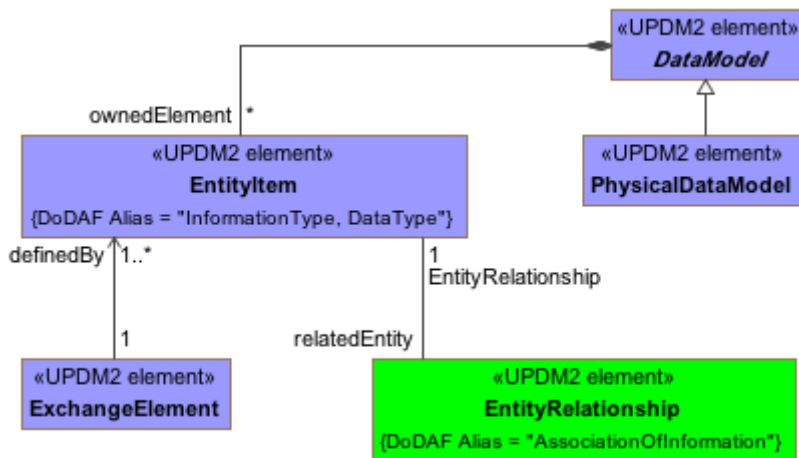 «UPDM2 element»
DataModel
ownedElement *
«UPDM2 element»
EntityItem
{DoDAF Alias = "InformationType, DataType"}
«UPDM2 element»
PhysicalDataModel
definedBy 1..*
1
EntityRelationship
1
relatedEntity
«UPDM2 element»
ExchangeElement
«UPDM2 element»
EntityRelationship
{DoDAF Alias = "AssociationOfInformation"}